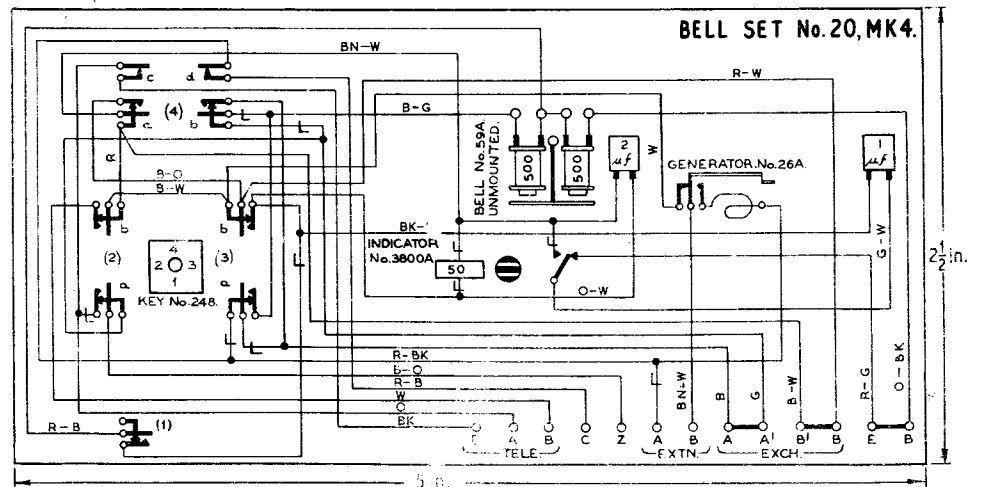 BELL SET No. 20, MK4.
BN-W
R-W
c d
(4)
B-G
a b
L
L
R
BELL No. 59A.
UNMOUNTED.
500
500
2
µf
W
GENERATOR. No. 26A.
1
µf
B-O
B-W
BK-
b b
INDICATOR
No. 3800A
L
L
G-W
2½ in.
(2)
4
2 3
1
(3)
50
KEY No. 248.
L
O-W
L
L
L
L
R-BK
B-O
R-B
W
O
BK
L
BN-W
B
G
B-W
R-G
O-BK
R-B
(1)
E A B C Z A B A A' B' B E B
TELE. EXTN. EXCH.
5 in.